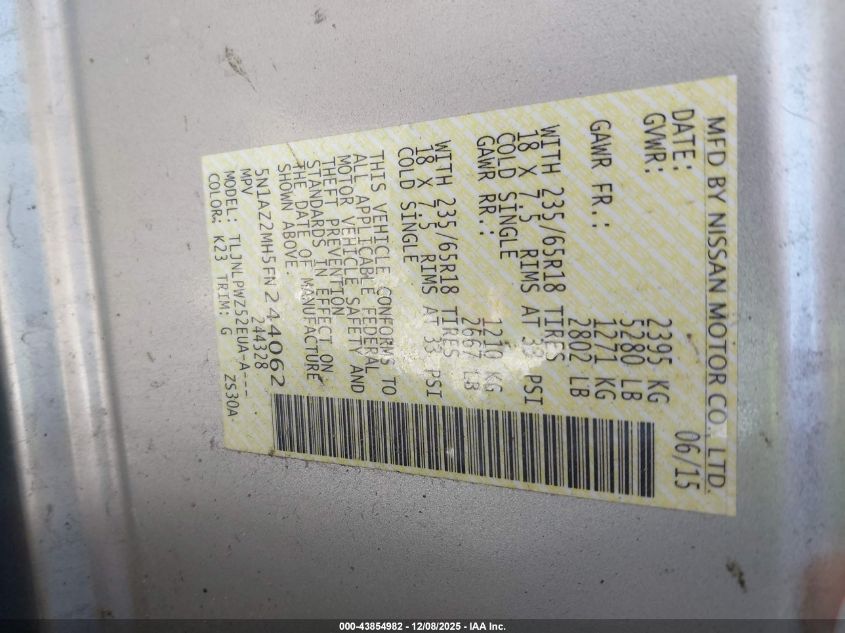 MFD BY NISSAN MOTOR CO., LTD.
DATE: 06/15
GVWR: 2395 KG
5280 LB
GAWR FR.: 1271 KG
2802 LB
WITH 235/65R18 TIRES
18 X 7.5 RIMS AT 33 PSI
COLD SINGLE
GAWR RR.: 1210 KG
2667 LB
WITH 235/65R18 TIRES
18 X 7.5 RIMS AT 33 PSI
COLD SINGLE
THIS VEHICLE CONFORMS TO
ALL APPLICABLE FEDERAL
MOTOR VEHICLE SAFETY AND
THEFT PREVENTION
STANDARDS IN EFFECT ON
THE DATE OF MANUFACTURE
SHOWN ABOVE.
5N1AZ2MH5FN244062
MPV 244328
MODEL: TLJNLPWZ52EUA-A---
COLOR: K23 TRIM: G ZS30A
000-43854982 - 12/08/2025 - IAA Inc.